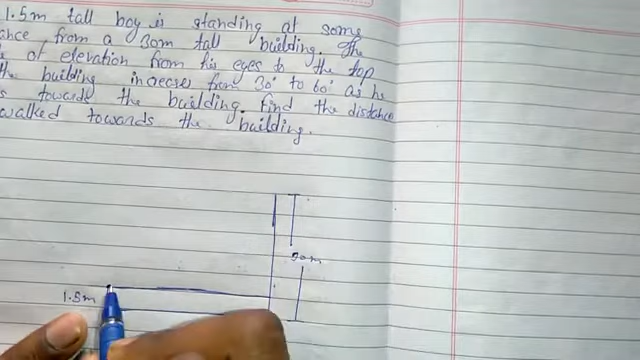 1.5m tall boy is standing at some
ance from a 30m tall building. The
of elevation from his eyes to the top
the building increses from 30° to 60° as he
s towards the building. Find the distance
walked towards the building.
30m
1.5m